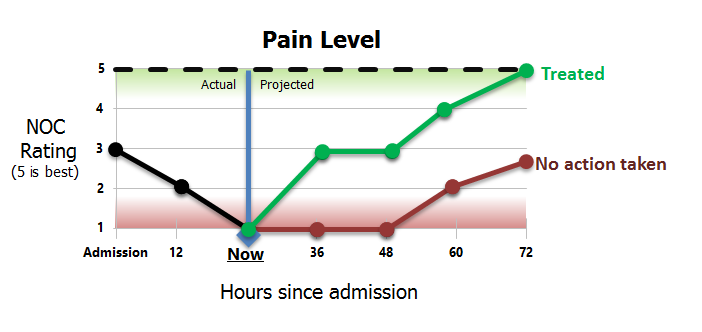 Pain Level
5
Treated
Actual
Projected
4
NOC
Rating
(5 is best)
3
No action taken
2
1
Admission 12 Now 36 48 60 72
Hours since admission